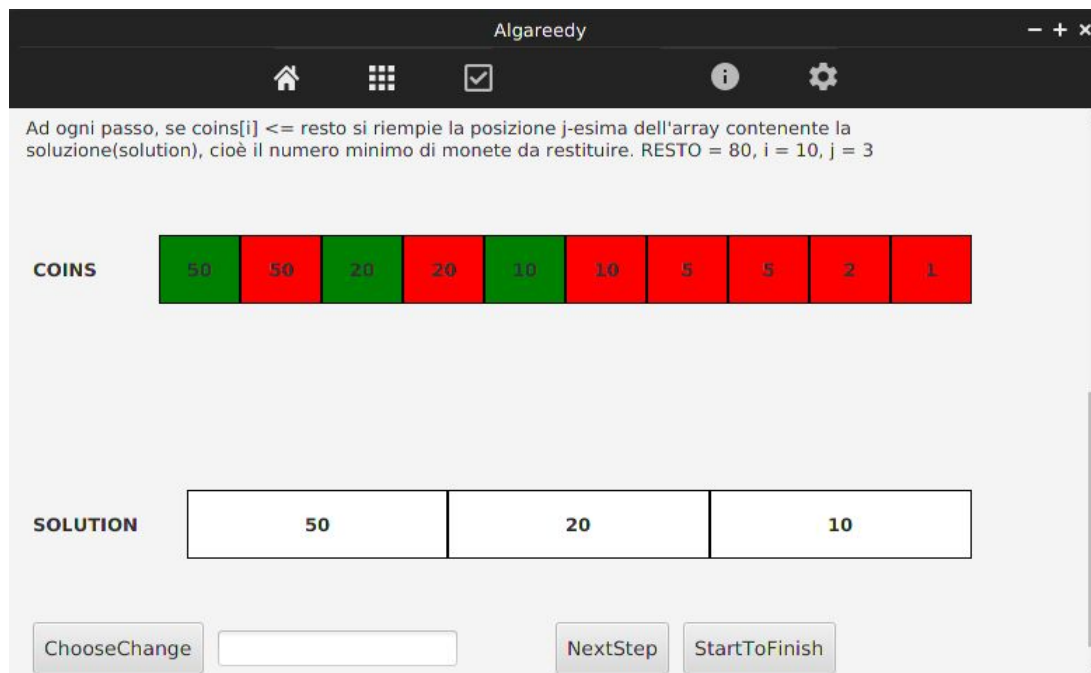 Algareedy
Ad ogni passo, se coins[i] <= resto si riempie la posizione j-esima dell'array contenente la
soluzione(solution), cioè il numero minimo di monete da restituire. RESTO = 80, i = 10, j = 3
COINS 50 50 20 20 10 10 5 5 2 1
SOLUTION 50 20 10
ChooseChange NextStep StartToFinish